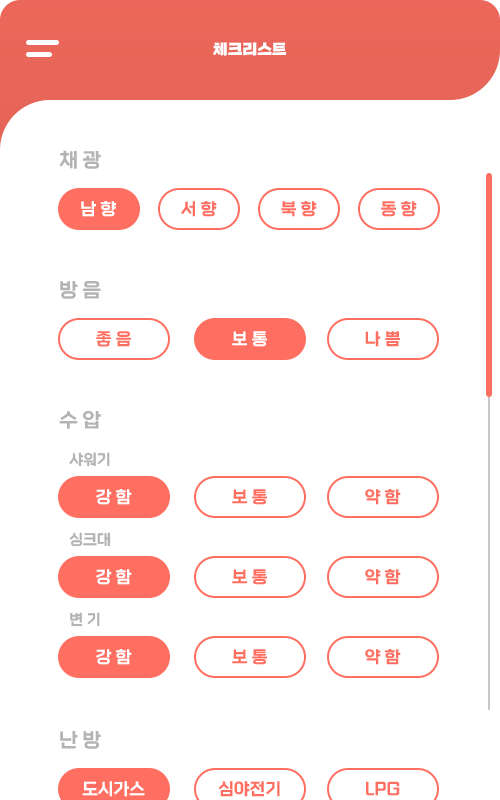 체크리스트
채 광
남 향 서 향 북 향 동 향
방 음
좋 음 보 통 나 쁨
수 압
샤워기
강 함 보 통 약 함
싱크대
강 함 보 통 약 함
변 기
강 함 보 통 약 함
난 방
도시가스 심야전기 LPG